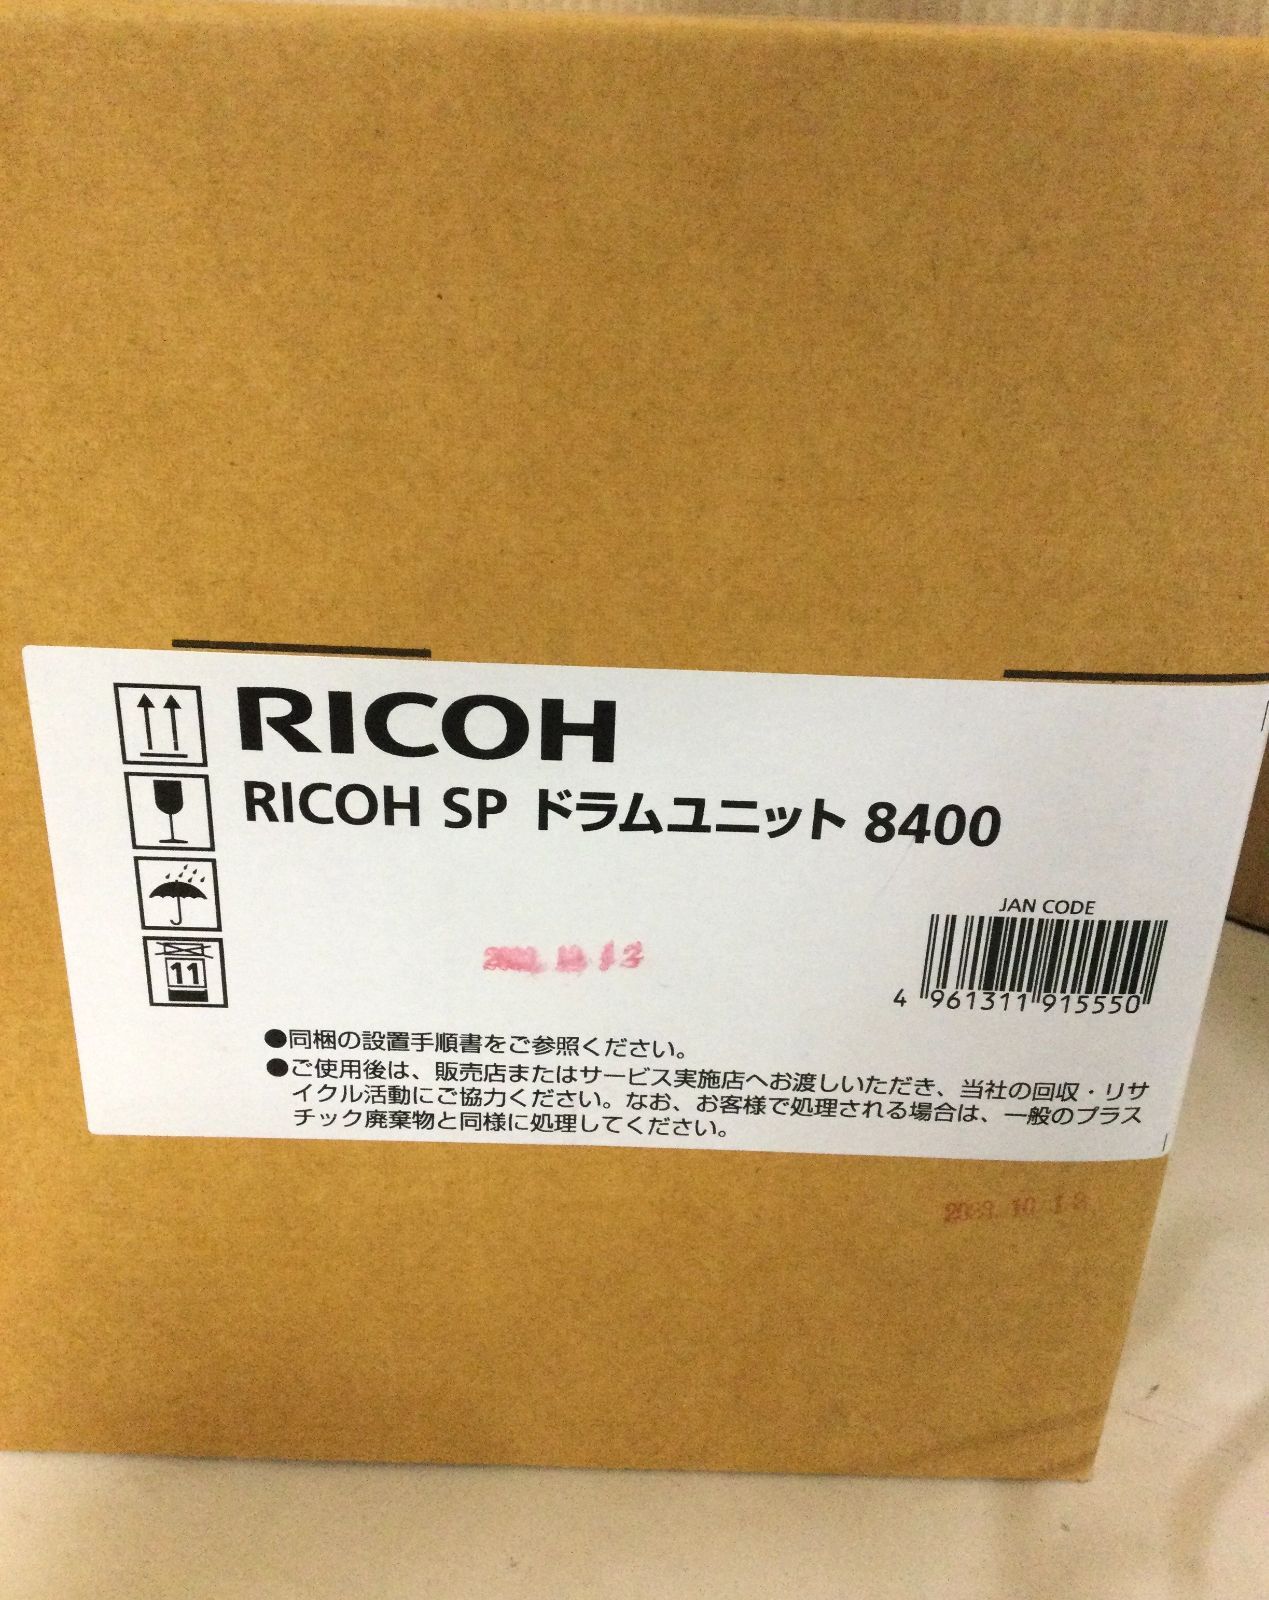 RICOH
RICOH SP ドラムユニット 8400
11
JAN CODE
4 961311 915550
●同梱の設置手順書をご参照ください。
●ご使用後は、販売店またはサービス実施店へお渡しいただき、当社の回収・リサ
イクル活動にご協力ください。なお、お客様で処理される場合は、一般のプラス
チック廃棄物と同様に処理してください。